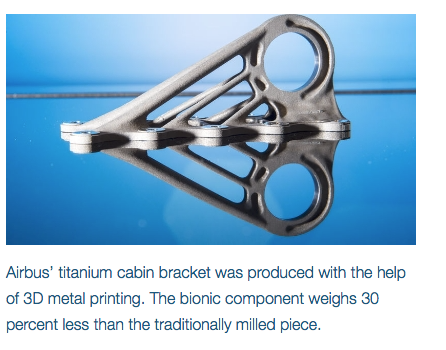 Airbus' titanium cabin bracket was produced with the help
of 3D metal printing. The bionic component weighs 30
percent less than the traditionally milled piece.